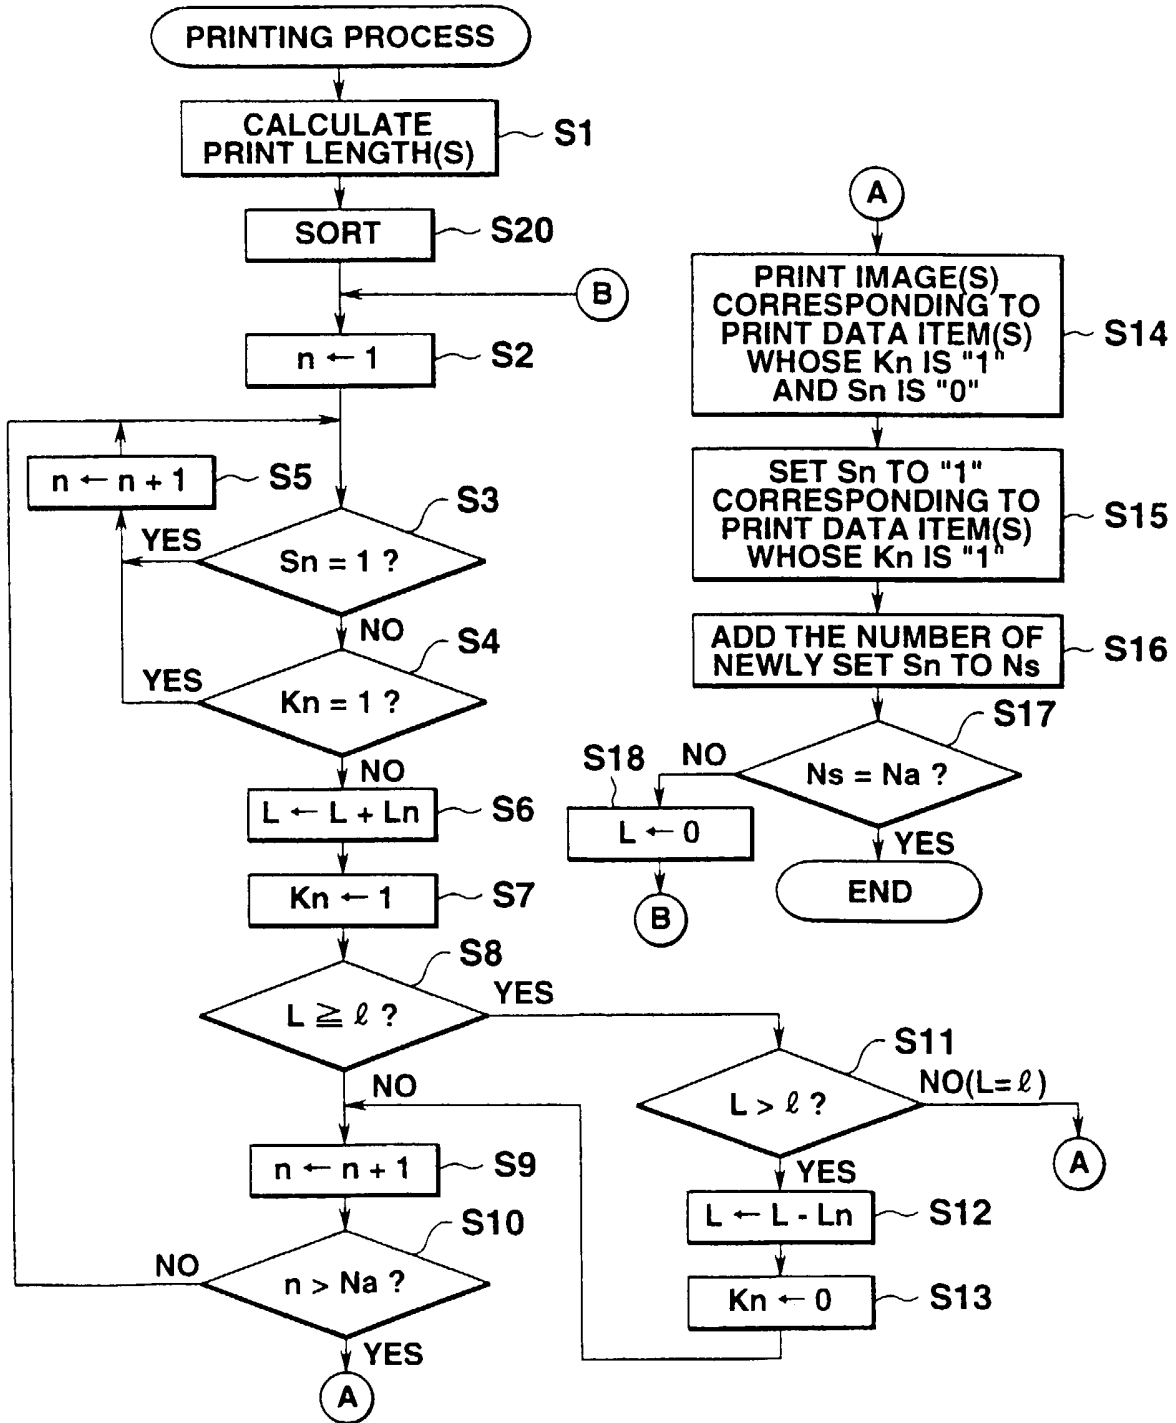 PRINTING PROCESS
CALCULATE
PRINT LENGTH(S)
S1
SORT
S20
B
n ← 1
S2
n ← n + 1
S5
S3
YES
Sn = 1 ?
NO
S4
YES
Kn = 1 ?
NO
L ← L + Ln
S6
Kn ← 1
S7
S8
YES
L ≧ ℓ ?
NO
n ← n + 1
S9
S10
NO
n > Na ?
YES
A
S11
NO(L=ℓ)
L > ℓ ?
A
YES
L ← L - Ln
S12
Kn ← 0
S13
A
PRINT IMAGE(S)
CORRESPONDING TO
PRINT DATA ITEM(S)
WHOSE Kn IS "1"
AND Sn IS "0"
S14
SET Sn TO "1"
CORRESPONDING TO
PRINT DATA ITEM(S)
WHOSE Kn IS "1"
S15
ADD THE NUMBER OF
NEWLY SET Sn TO Ns
S16
S17
NO
Ns = Na ?
S18
L ← 0
YES
END
B